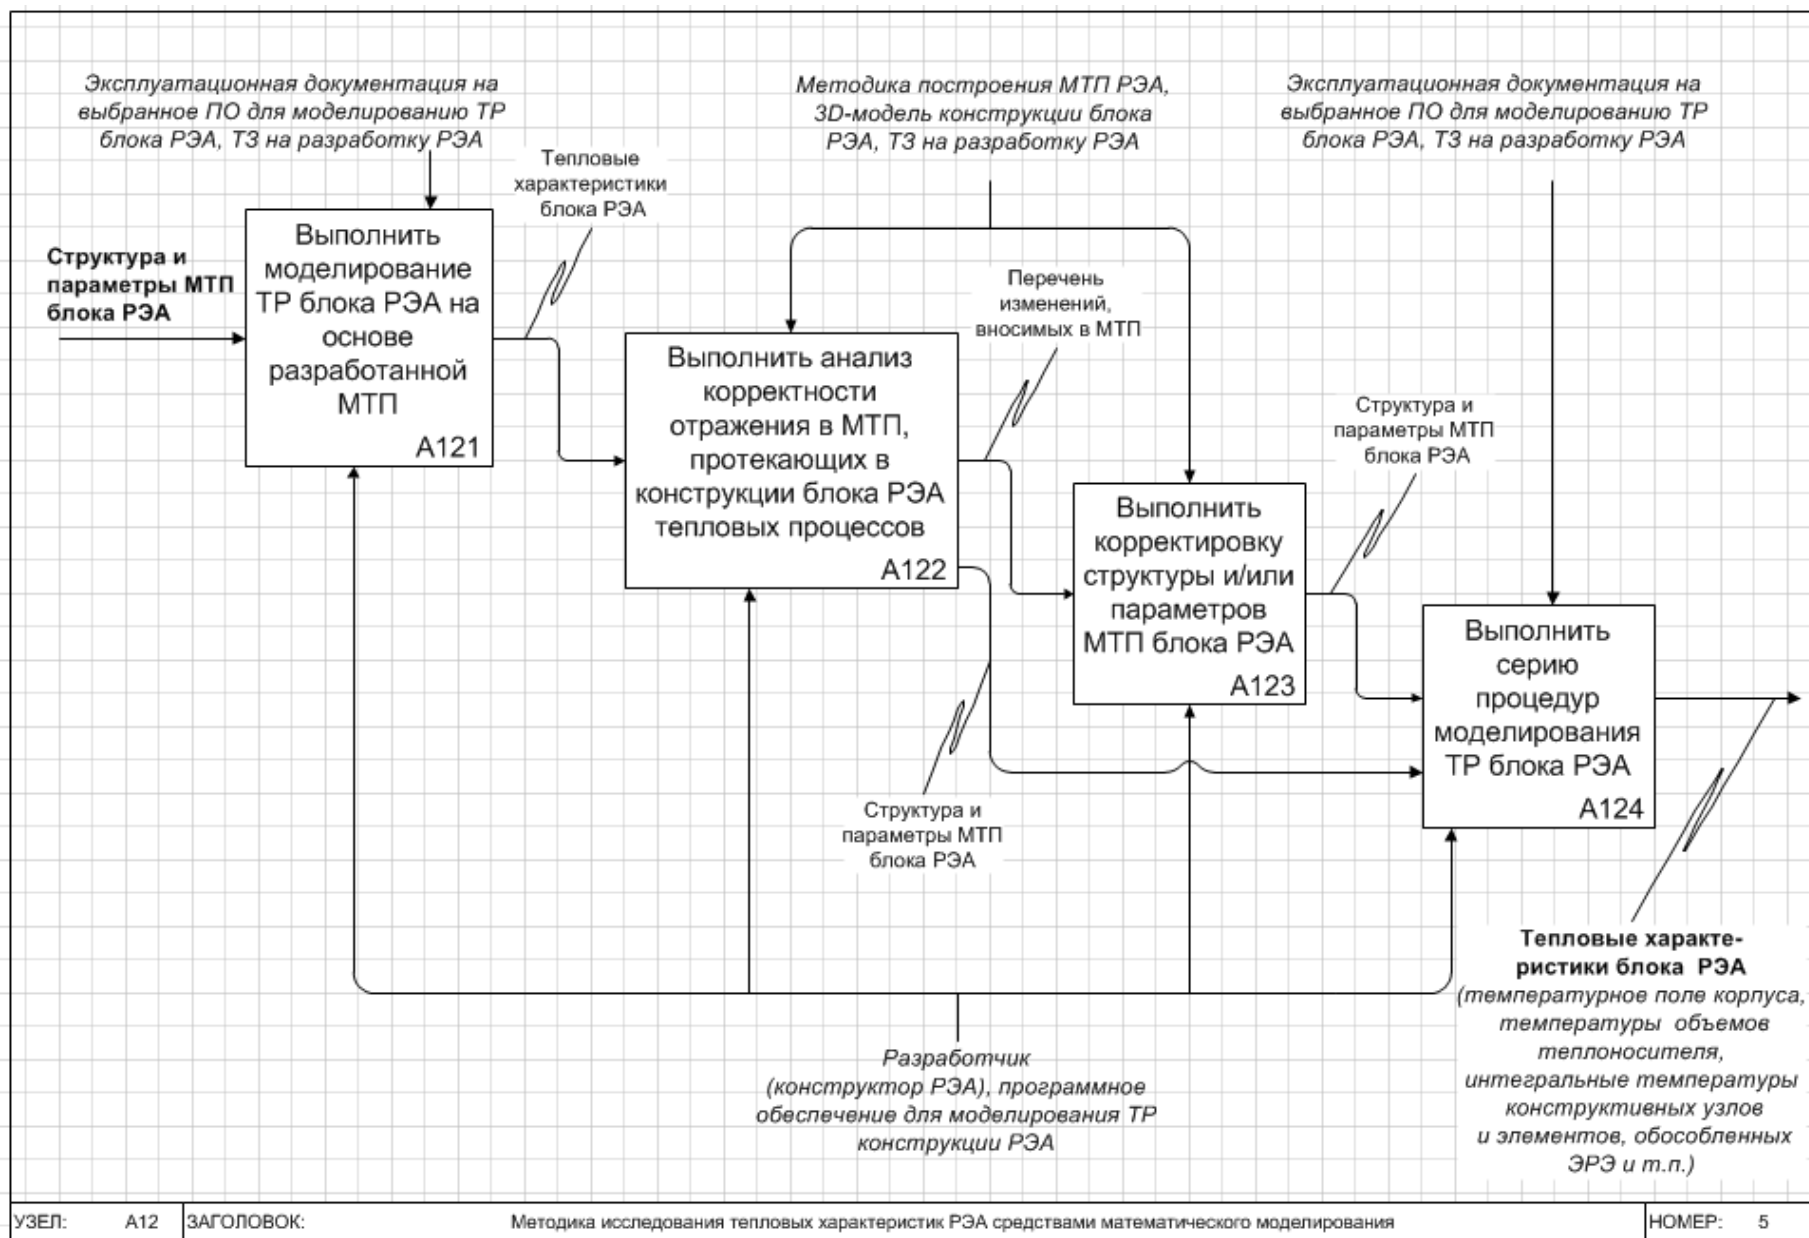 Эксплуатационная документация на
выбранное ПО для моделированию ТР
блока РЭА, ТЗ на разработку РЭА
Методика построения МТП РЭА,
3D-модель конструкции блока
РЭА, ТЗ на разработку РЭА
Эксплуатационная документация на
выбранное ПО для моделированию ТР
блока РЭА, ТЗ на разработку РЭА
Тепловые
характеристики
блока РЭА
Структура и
параметры МТП
блока РЭА
Выполнить
моделирование
ТР блока РЭА на
основе
разработанной
МТП
А121
Перечень
изменений,
вносимых в МТП
Выполнить анализ
корректности
отражения в МТП,
протекающих в
конструкции блока РЭА
тепловых процессов
А122
Структура и
параметры МТП
блока РЭА
Выполнить
корректировку
структуры и/или
параметров
МТП блока РЭА
А123
Выполнить
серию
процедур
моделирования
ТР блока РЭА
А124
Структура и
параметры МТП
блока РЭА
Тепловые характе-
ристики блока РЭА
(температурное поле корпуса,
температуры объемов
теплоносителя,
интегральные температуры
конструктивных узлов
и элементов, обособленных
ЭРЭ и т.п.)
Разработчик
(конструктор РЭА), программное
обеспечение для моделирования ТР
конструкции РЭА
УЗЕЛ: А12 ЗАГОЛОВОК: Методика исследования тепловых характеристик РЭА средствами математического моделирования НОМЕР: 5